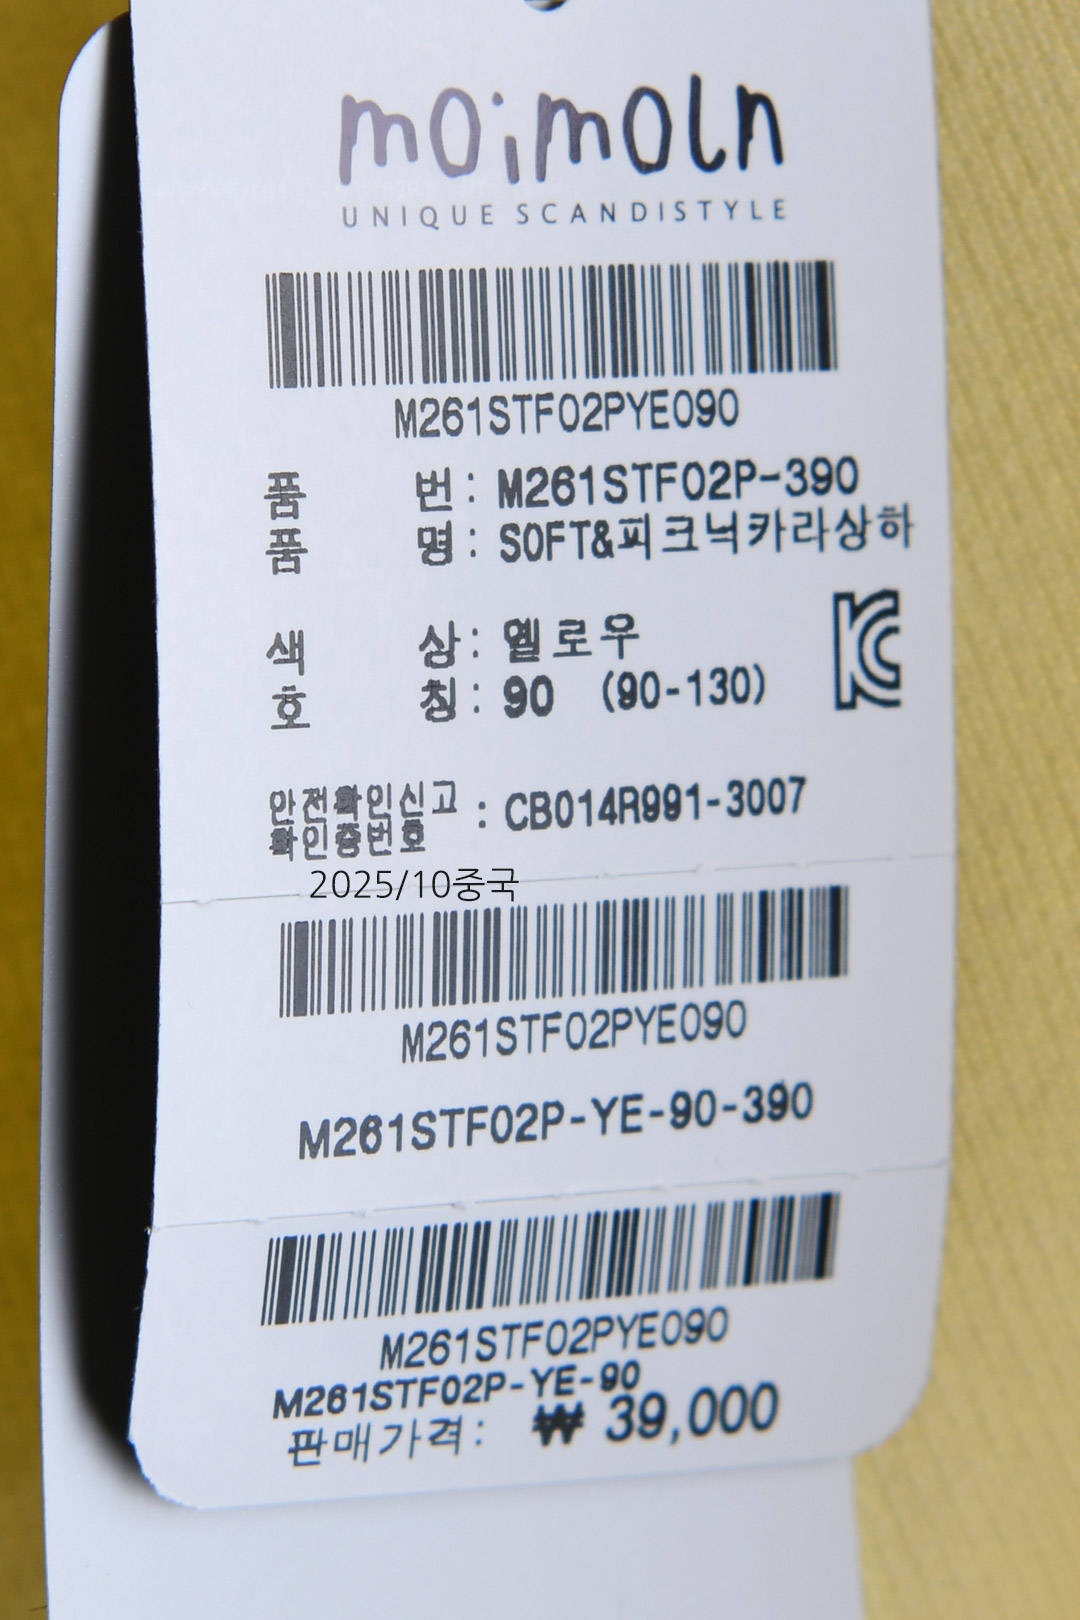 moimoln
UNIQUE SCANDISTYLE
M261STF02PYE090
품 번 : M261STF02P-390
품 명 : SOFT&피크닉카라상하
색 상 : 옐로우
호 칭 : 90 (90-130)
안전확인신고
확인증번호 : CB014R991-3007
2025/10중국
M261STF02PYE090
M261STF02P-YE-90-390
M261STF02PYE090
M261STF02P-YE-90
판매가격: ₩ 39,000